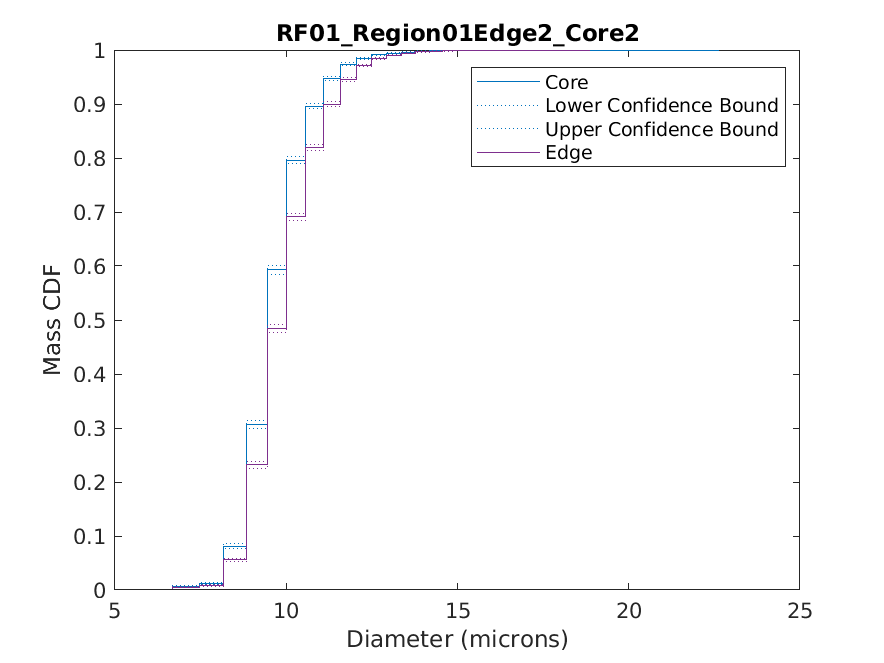 RF01_Region01Edge2_Core2
1
0.9
0.8
0.7
0.6
0.5
0.4
0.3
0.2
0.1
0
Mass CDF
Core
Lower Confidence Bound
Upper Confidence Bound
Edge
5 10 15 20 25
Diameter (microns)